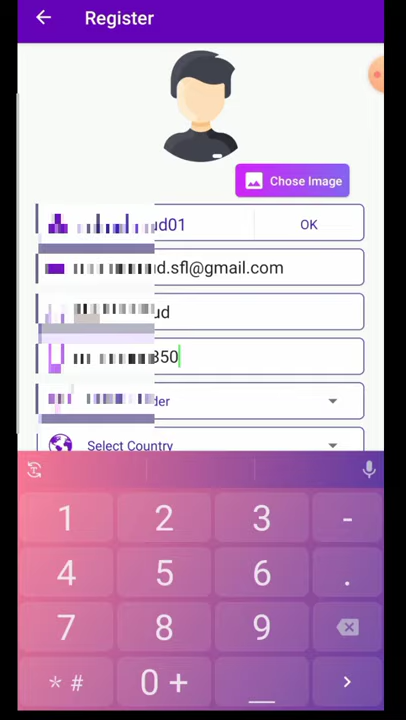 Register
Chose Image
ud01
OK
d.sfl@gmail.com
ud
350
der
Select Country
1 2 3 -
4 5 6 .
7 8 9
* # 0 +